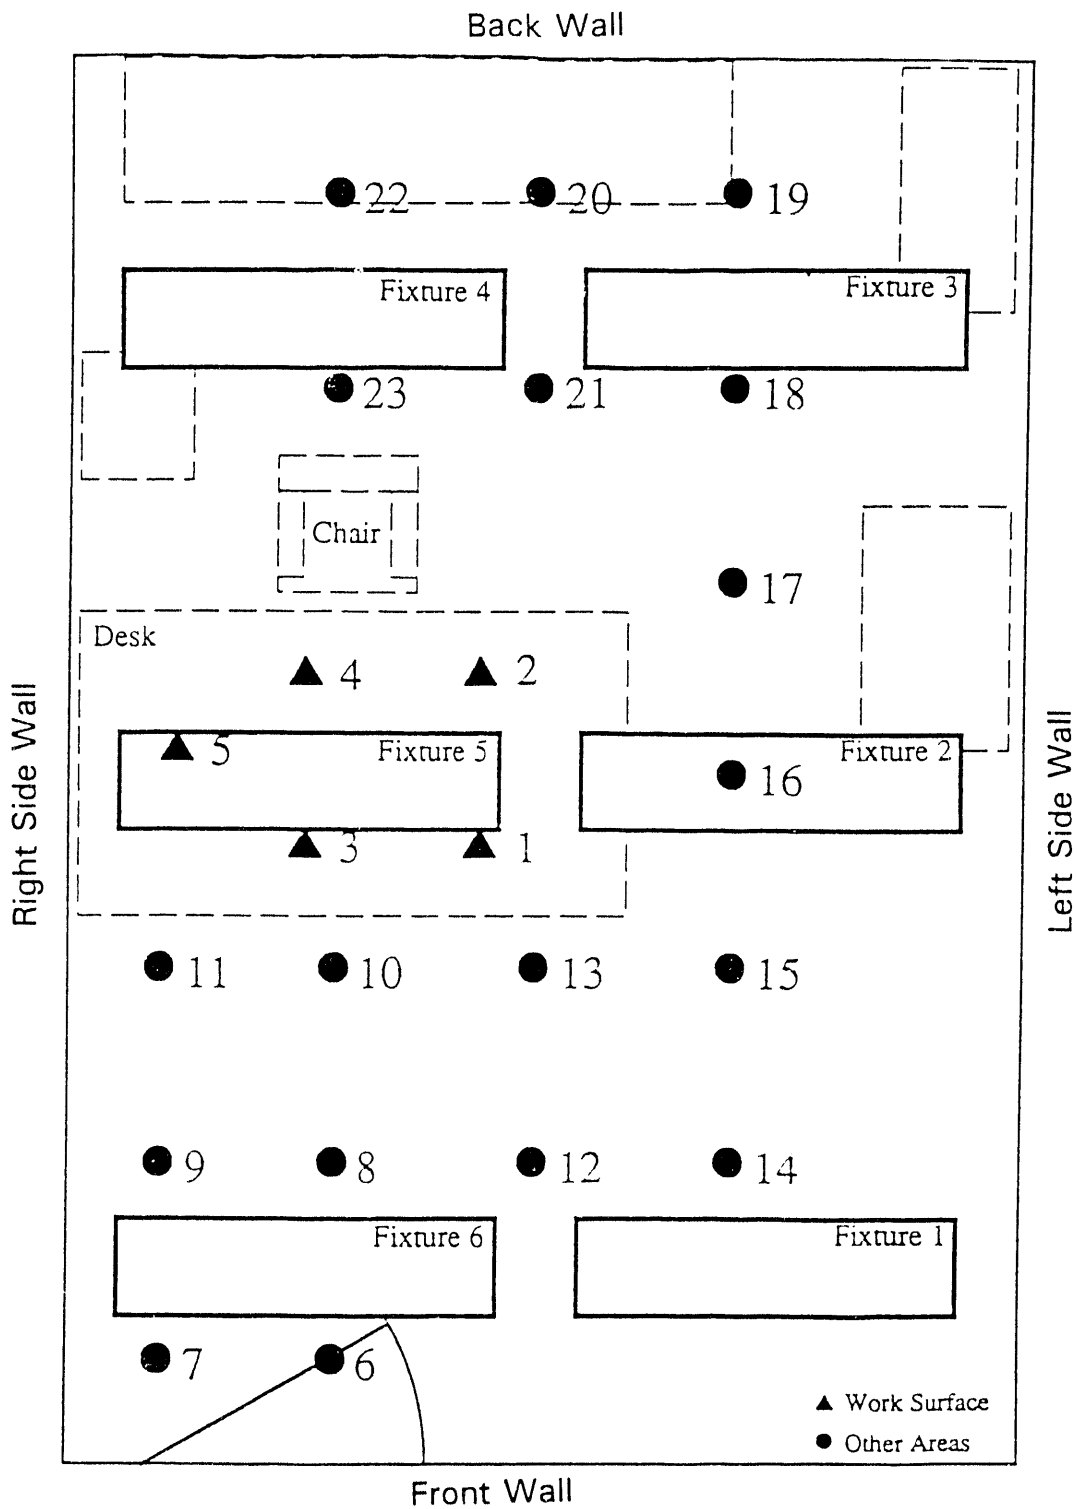 Back Wall
22
20
19
Fixture 4
Fixture 3
23
21
18
Chair
17
Desk
4
2
Right Side Wall
5
Fixture 5
Fixture 2
16
Left Side Wall
3
1
11
10
13
15
9
8
12
14
Fixture 6
Fixture 1
7
6
Work Surface
Other Areas
Front Wall